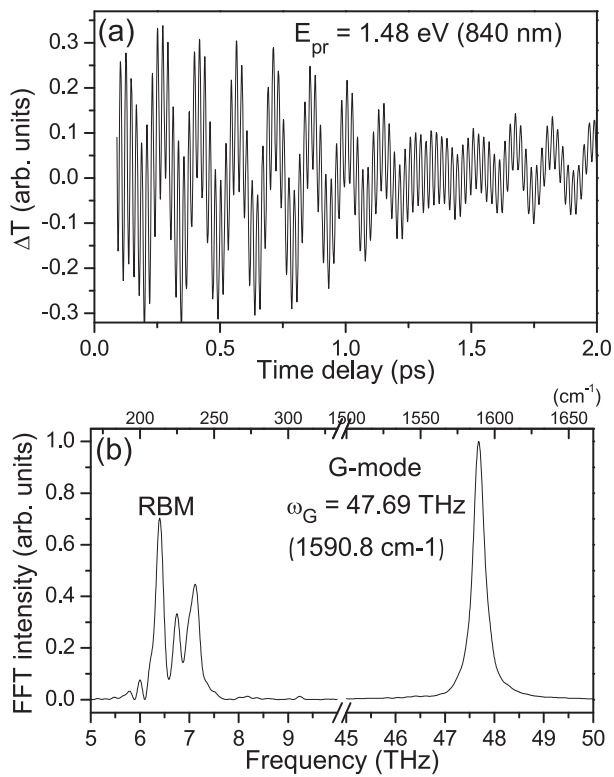 (a)
E_pr = 1.48 eV (840 nm)
ΔT (arb. units)
0.3
0.2
0.1
0.0
-0.1
-0.2
-0.3
0.0 0.5 1.0 1.5 2.0
Time delay (ps)
(cm⁻¹)
200 250 300 1500 1550 1600 1650
(b)
G-mode
RBM
ω_G = 47.69 THz
(1590.8 cm-1)
FFT intensity (arb. units)
1.0
0.8
0.6
0.4
0.2
0.0
5 6 7 8 9 45 46 47 48 49 50
Frequency (THz)